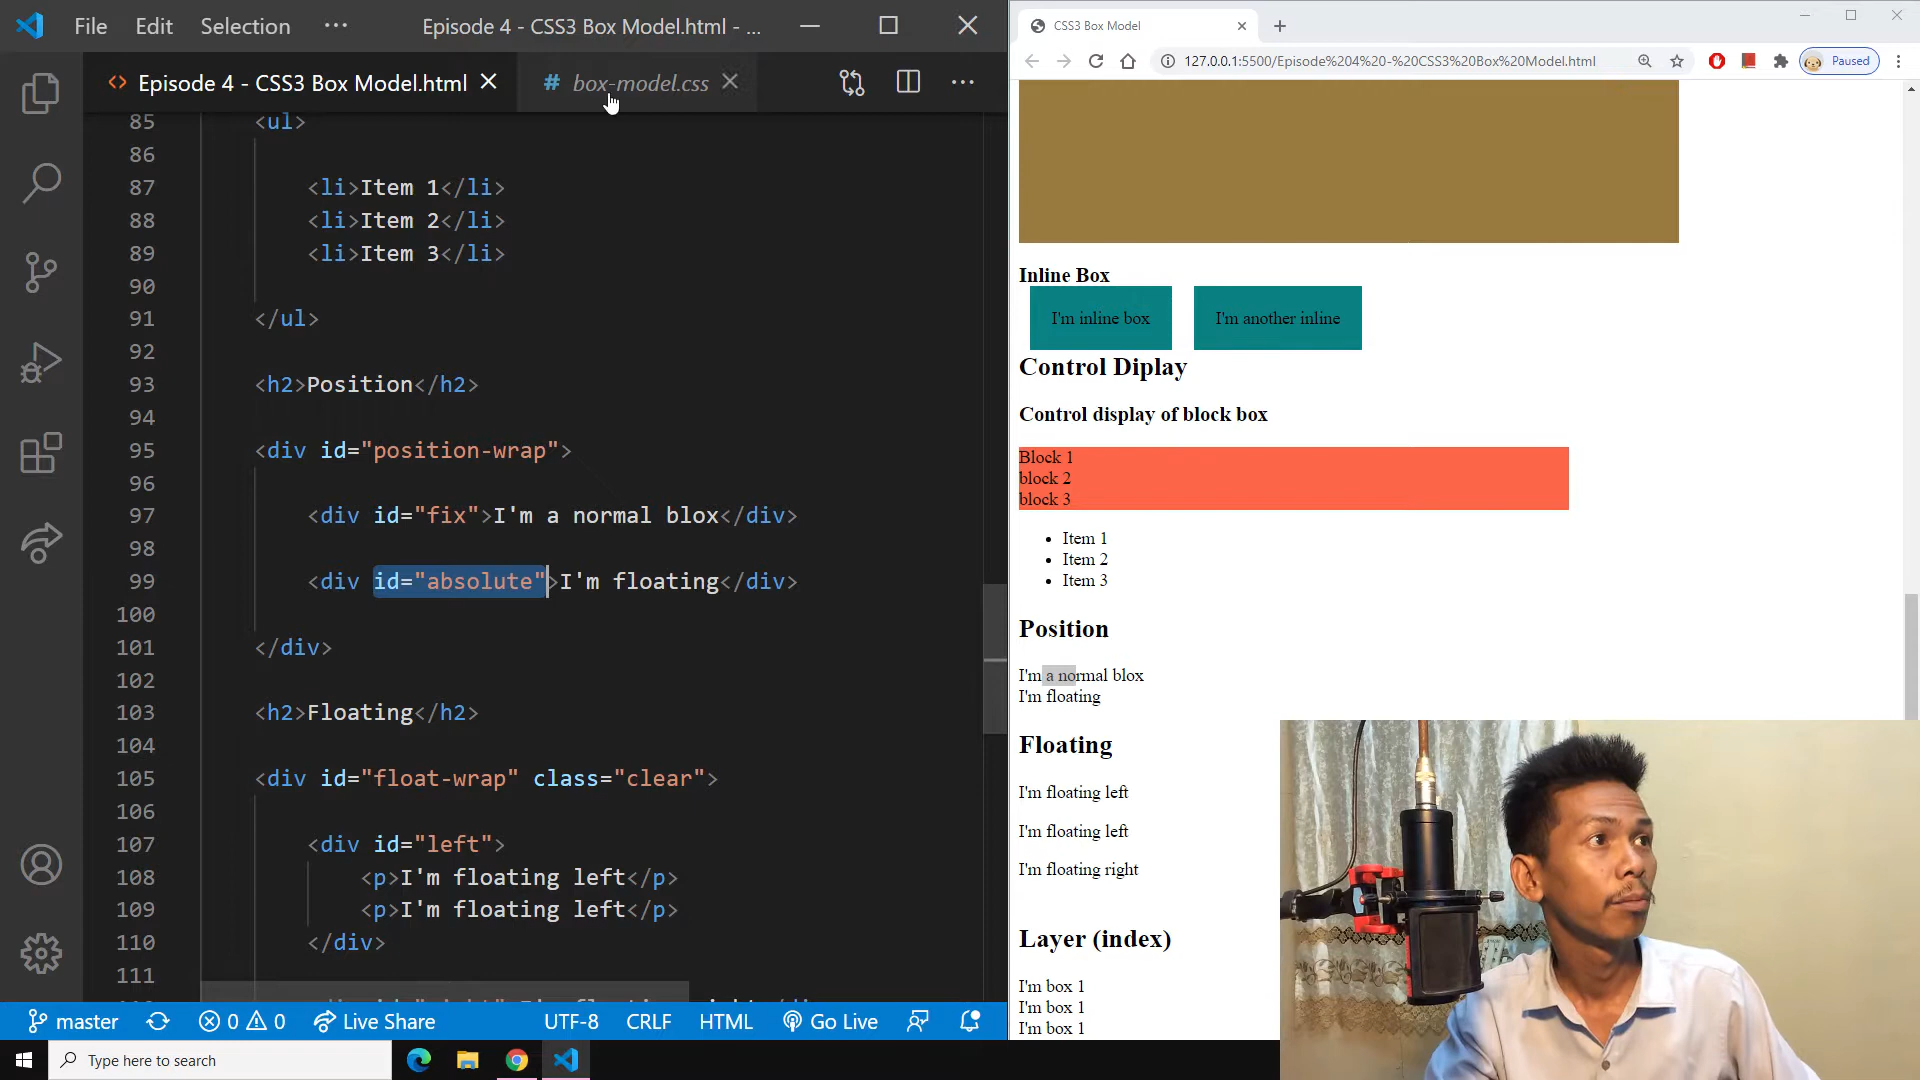 File Edit Selection ··· Episode 4 - CSS3 Box Model.html - ...
Episode 4 - CSS3 Box Model.html
box-model.css
85 <ul>
86
87 <li>Item 1</li>
88 <li>Item 2</li>
89 <li>Item 3</li>
90
91 </ul>
92
93 <h2>Position</h2>
94
95 <div id="position-wrap">
96
97 <div id="fix">I'm a normal blox</div>
98
99 <div id="absolute">I'm floating</div>
100
101 </div>
102
103 <h2>Floating</h2>
104
105 <div id="float-wrap" class="clear">
106
107 <div id="left">
108 <p>I'm floating left</p>
109 <p>I'm floating left</p>
110 </div>
111
master 0 0 Live Share UTF-8 CRLF HTML Go Live
Type here to search
CSS3 Box Model
127.0.0.1:5500/Episode%204%20-%20CSS3%20Box%20Model.html
Paused
Inline Box
I'm inline box I'm another inline
Control Diplay
Control display of block box
Block 1
block 2
block 3
• Item 1
• Item 2
• Item 3
Position
I'm a normal blox
I'm floating
Floating
I'm floating left
I'm floating left
I'm floating right
Layer (index)
I'm box 1
I'm box 1
I'm box 1